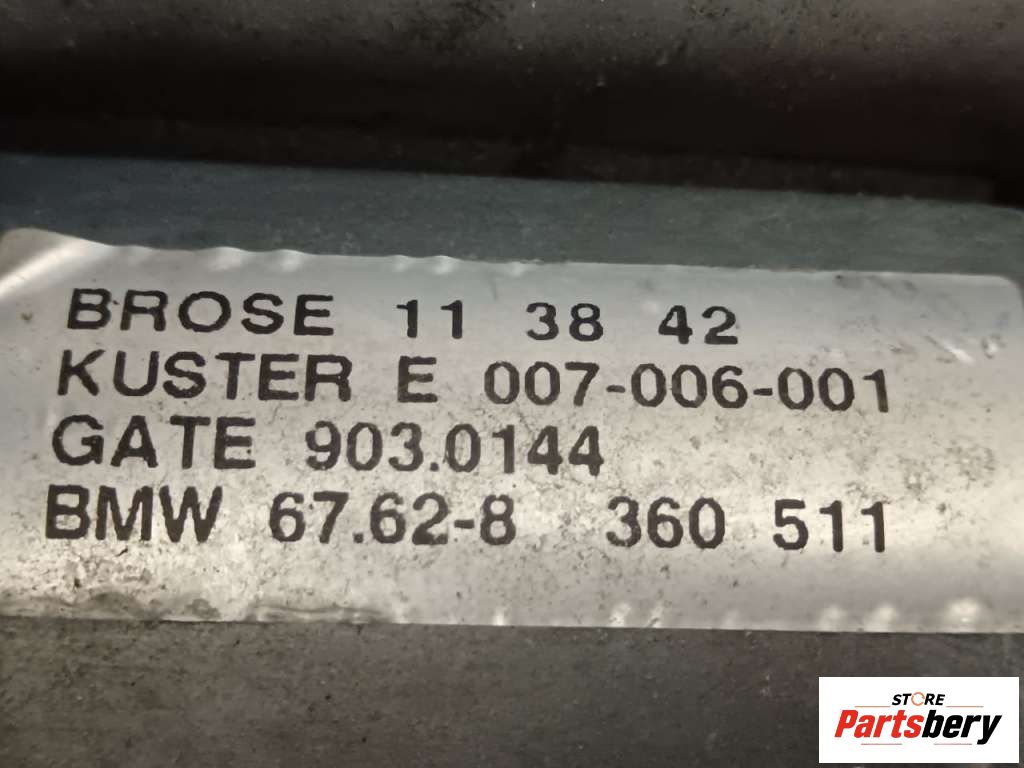 BROSE 11 38 42
KUSTER E 007-006-001
GATE 903.0144
BMW 67.62-8 360 511
STORE
Partsbery